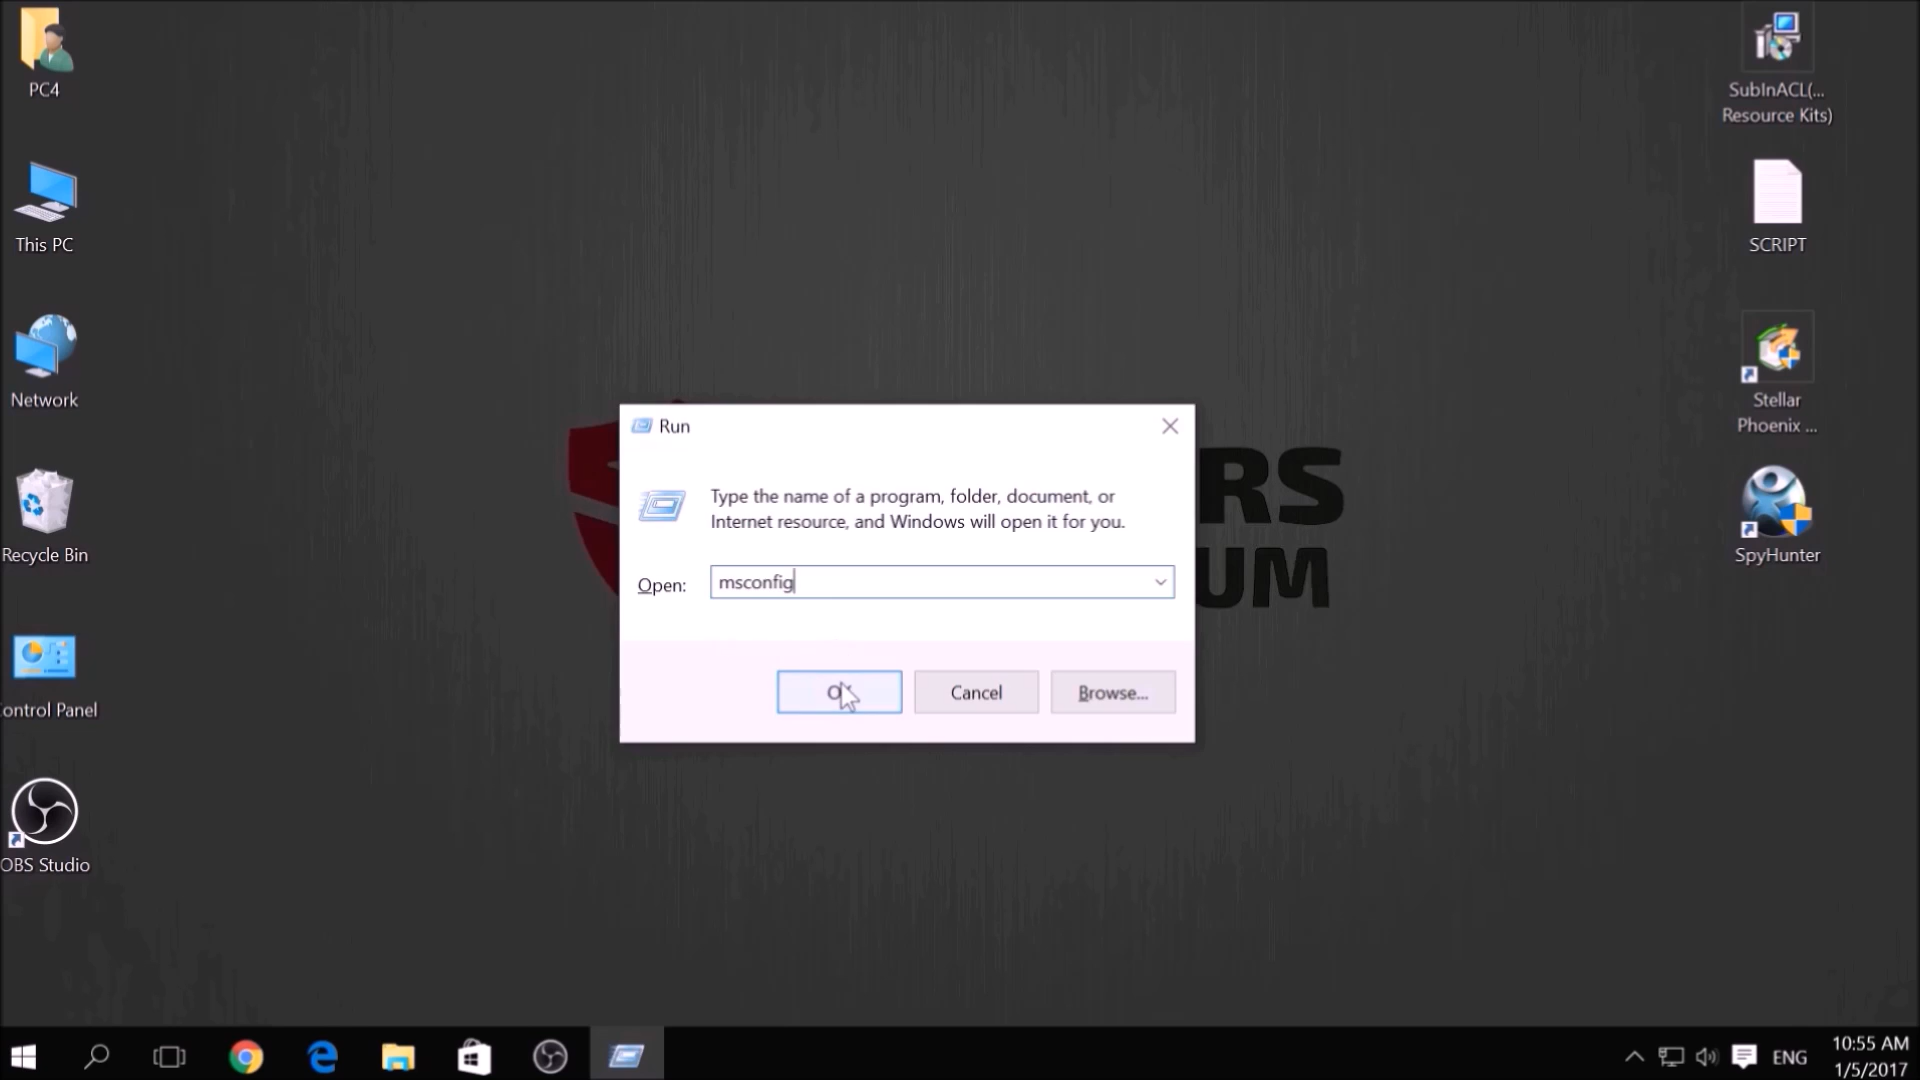 PC4
This PC
Network
Recycle Bin
ontrol Panel
OBS Studio
SubInACL(...
Resource Kits)
SCRIPT
Stellar
Phoenix ...
SpyHunter
RS
UM
Run
Type the name of a program, folder, document, or
Internet resource, and Windows will open it for you.
Open:
msconfig
Cancel
Browse...
ENG
10:55 AM
1/5/2017